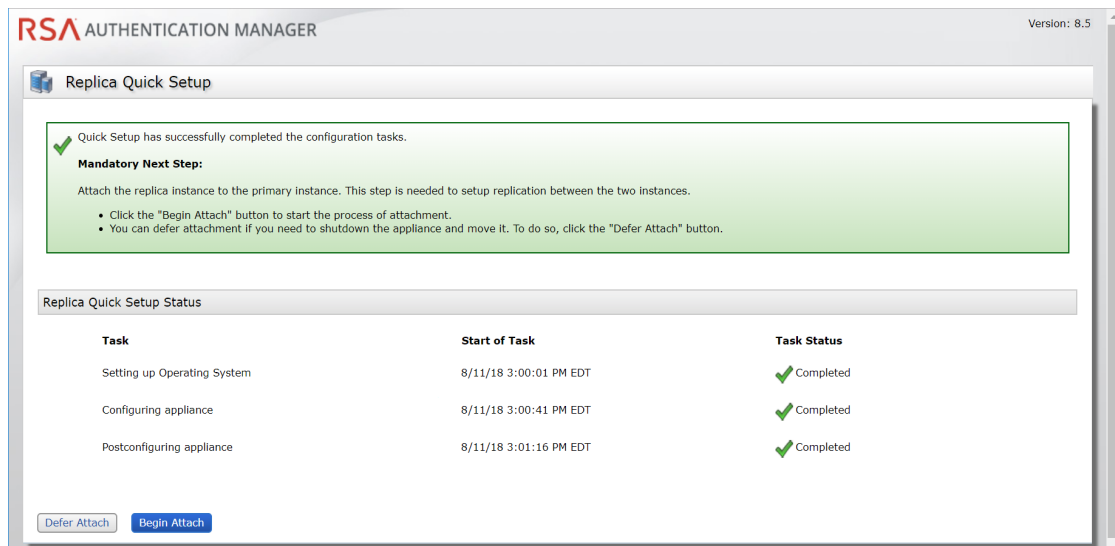 RSA AUTHENTICATION MANAGER
Version: 8.5
Replica Quick Setup
Quick Setup has successfully completed the configuration tasks.
Mandatory Next Step:
Attach the replica instance to the primary instance. This step is needed to setup replication between the two instances.
• Click the "Begin Attach" button to start the process of attachment.
• You can defer attachment if you need to shutdown the appliance and move it. To do so, click the "Defer Attach" button.
Replica Quick Setup Status
Task Start of Task Task Status
Setting up Operating System 8/11/18 3:00:01 PM EDT Completed
Configuring appliance 8/11/18 3:00:41 PM EDT Completed
Postconfiguring appliance 8/11/18 3:01:16 PM EDT Completed
Defer Attach Begin Attach